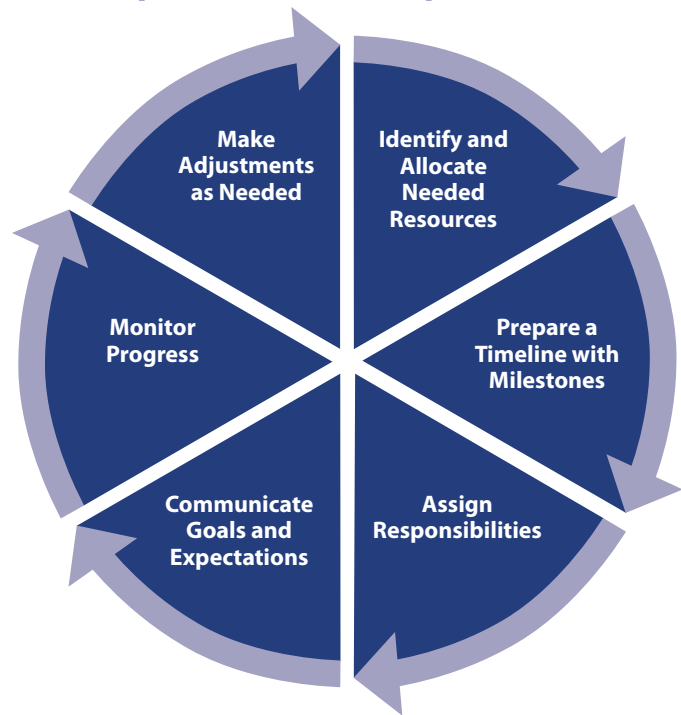 Identify and
Allocate
Needed
Resources
Prepare a
Timeline with
Milestones
Assign
Responsibilities
Communicate
Goals and
Expectations
Monitor
Progress
Make
Adjustments
as Needed